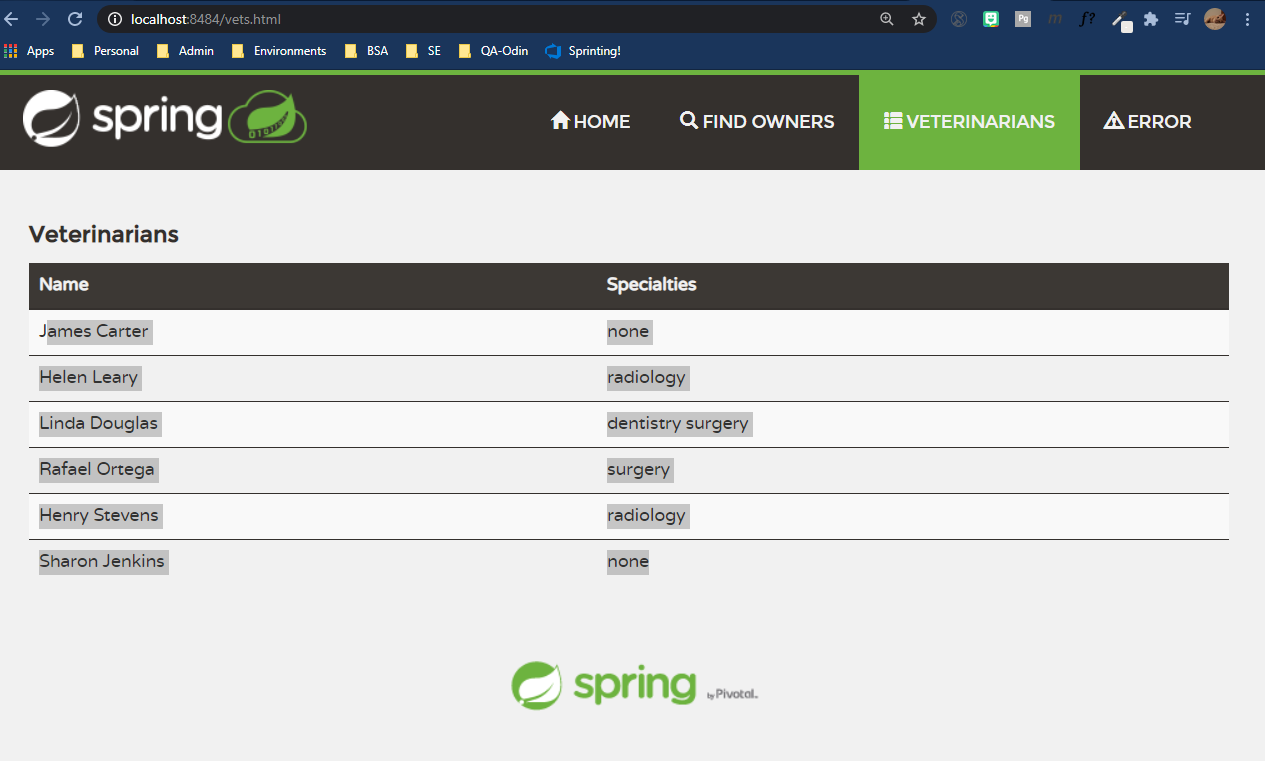 localhost:8484/vets.html
Pg m f?
Apps Personal Admin Environments BSA SE QA-Odin Sprinting!
spring HOME FIND OWNERS VETERINARIANS ERROR
Veterinarians
Name Specialties
James Carter none
Helen Leary radiology
Linda Douglas dentistry surgery
Rafael Ortega surgery
Henry Stevens radiology
Sharon Jenkins none
spring by Pivotal